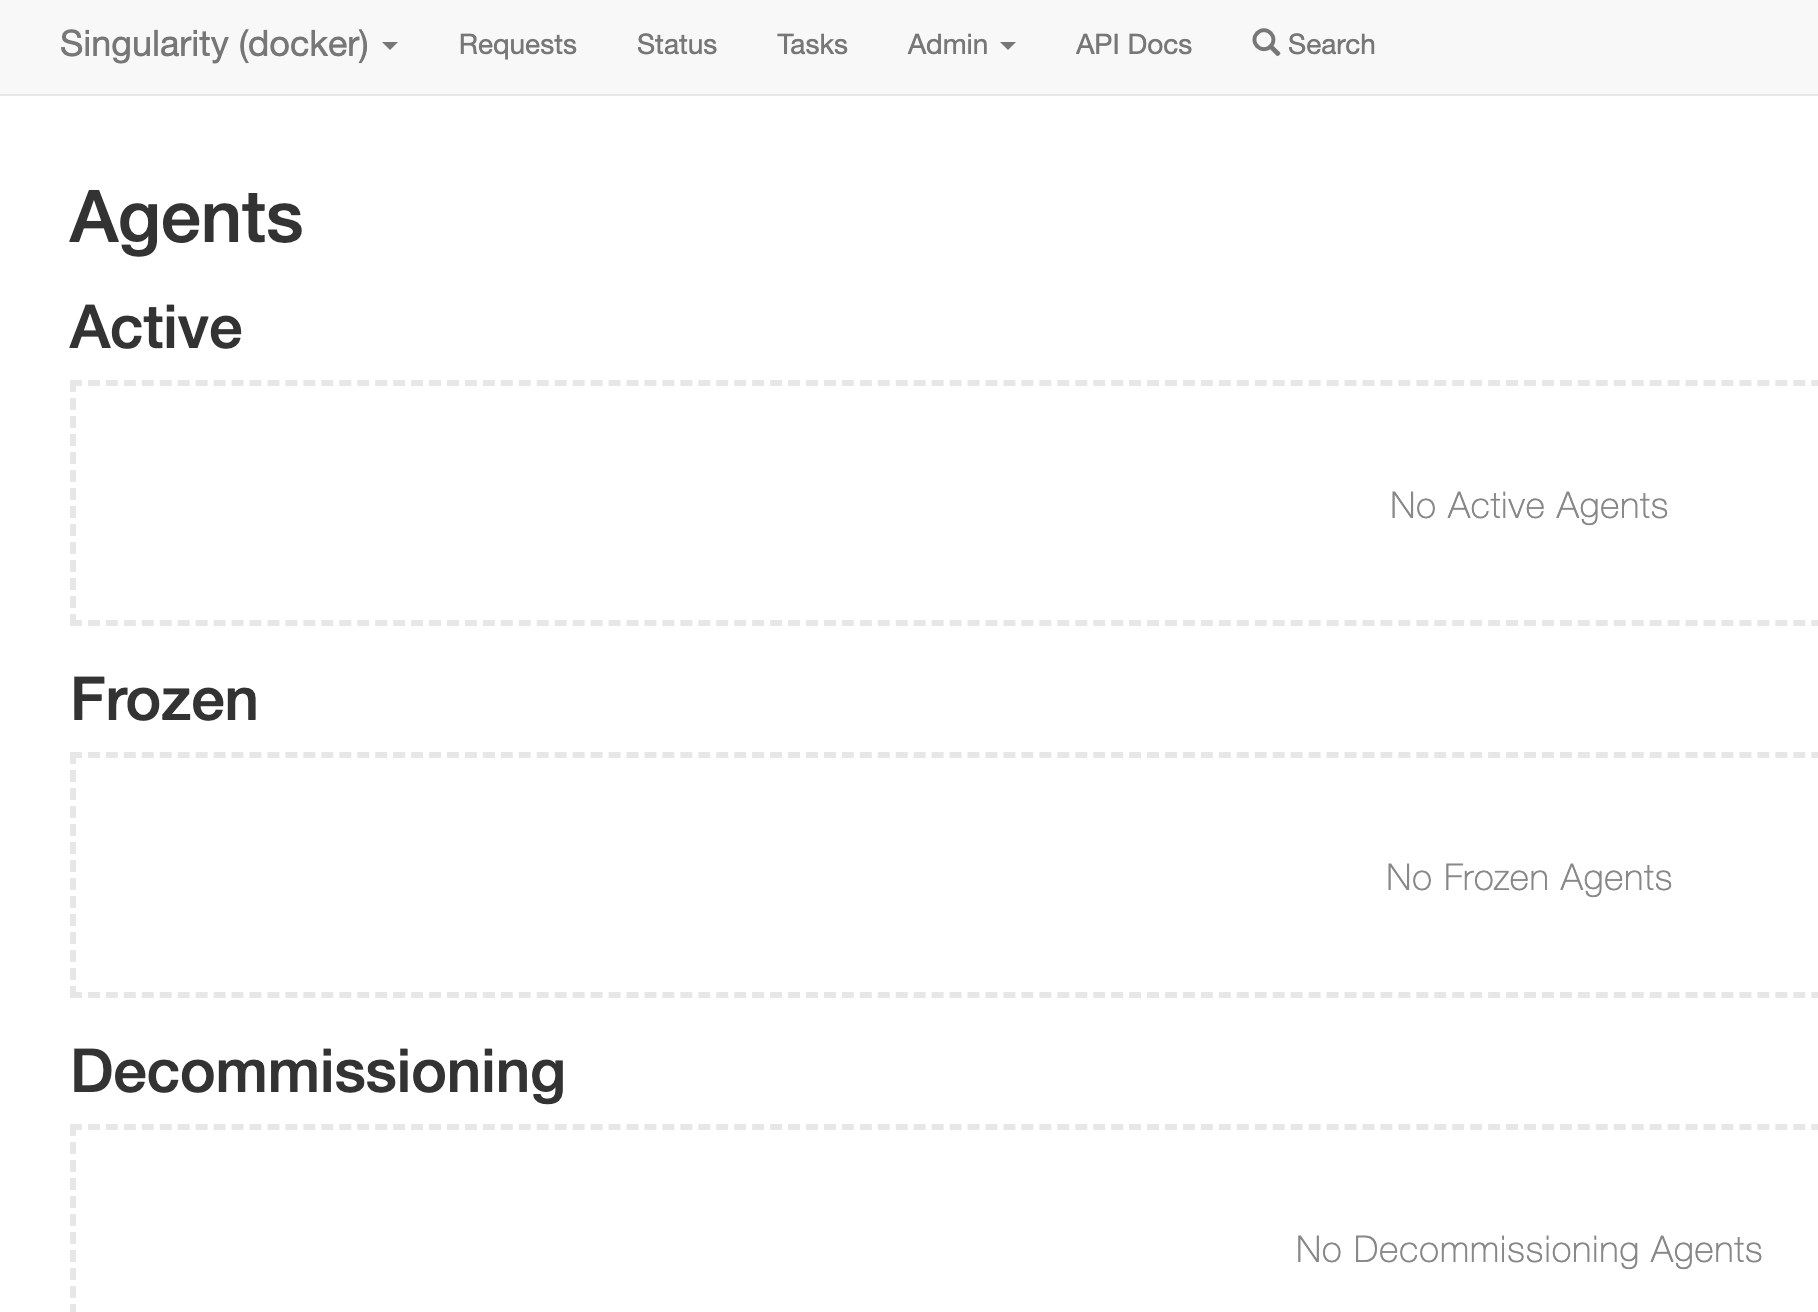 Singularity (docker) Requests Status Tasks Admin API Docs Search
Agents
Active
No Active Agents
Frozen
No Frozen Agents
Decommissioning
No Decommissioning Agents